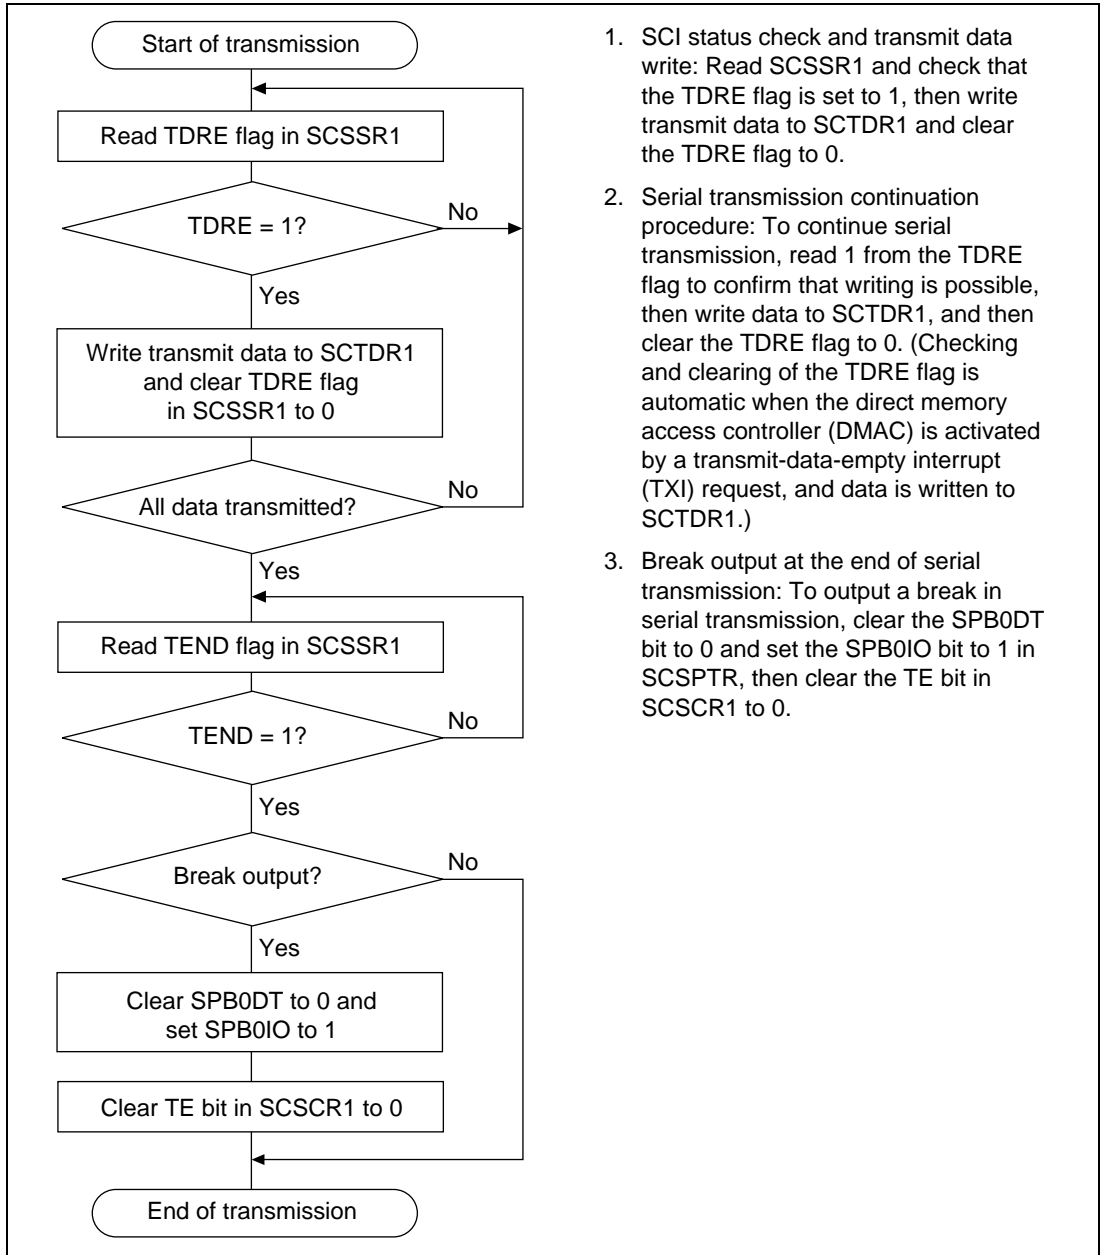 Start of transmission
Read TDRE flag in SCSSR1
TDRE = 1?
No
Yes
Write transmit data to SCTDR1
and clear TDRE flag
in SCSSR1 to 0
All data transmitted?
No
Yes
Read TEND flag in SCSSR1
TEND = 1?
No
Yes
Break output?
No
Yes
Clear SPB0DT to 0 and
set SPB0IO to 1
Clear TE bit in SCSCR1 to 0
End of transmission
1. SCI status check and transmit data
write: Read SCSSR1 and check that
the TDRE flag is set to 1, then write
transmit data to SCTDR1 and clear
the TDRE flag to 0.
2. Serial transmission continuation
procedure: To continue serial
transmission, read 1 from the TDRE
flag to confirm that writing is possible,
then write data to SCTDR1, and then
clear the TDRE flag to 0. (Checking
and clearing of the TDRE flag is
automatic when the direct memory
access controller (DMAC) is activated
by a transmit-data-empty interrupt
(TXI) request, and data is written to
SCTDR1.)
3. Break output at the end of serial
transmission: To output a break in
serial transmission, clear the SPB0DT
bit to 0 and set the SPB0IO bit to 1 in
SCSPTR, then clear the TE bit in
SCSCR1 to 0.